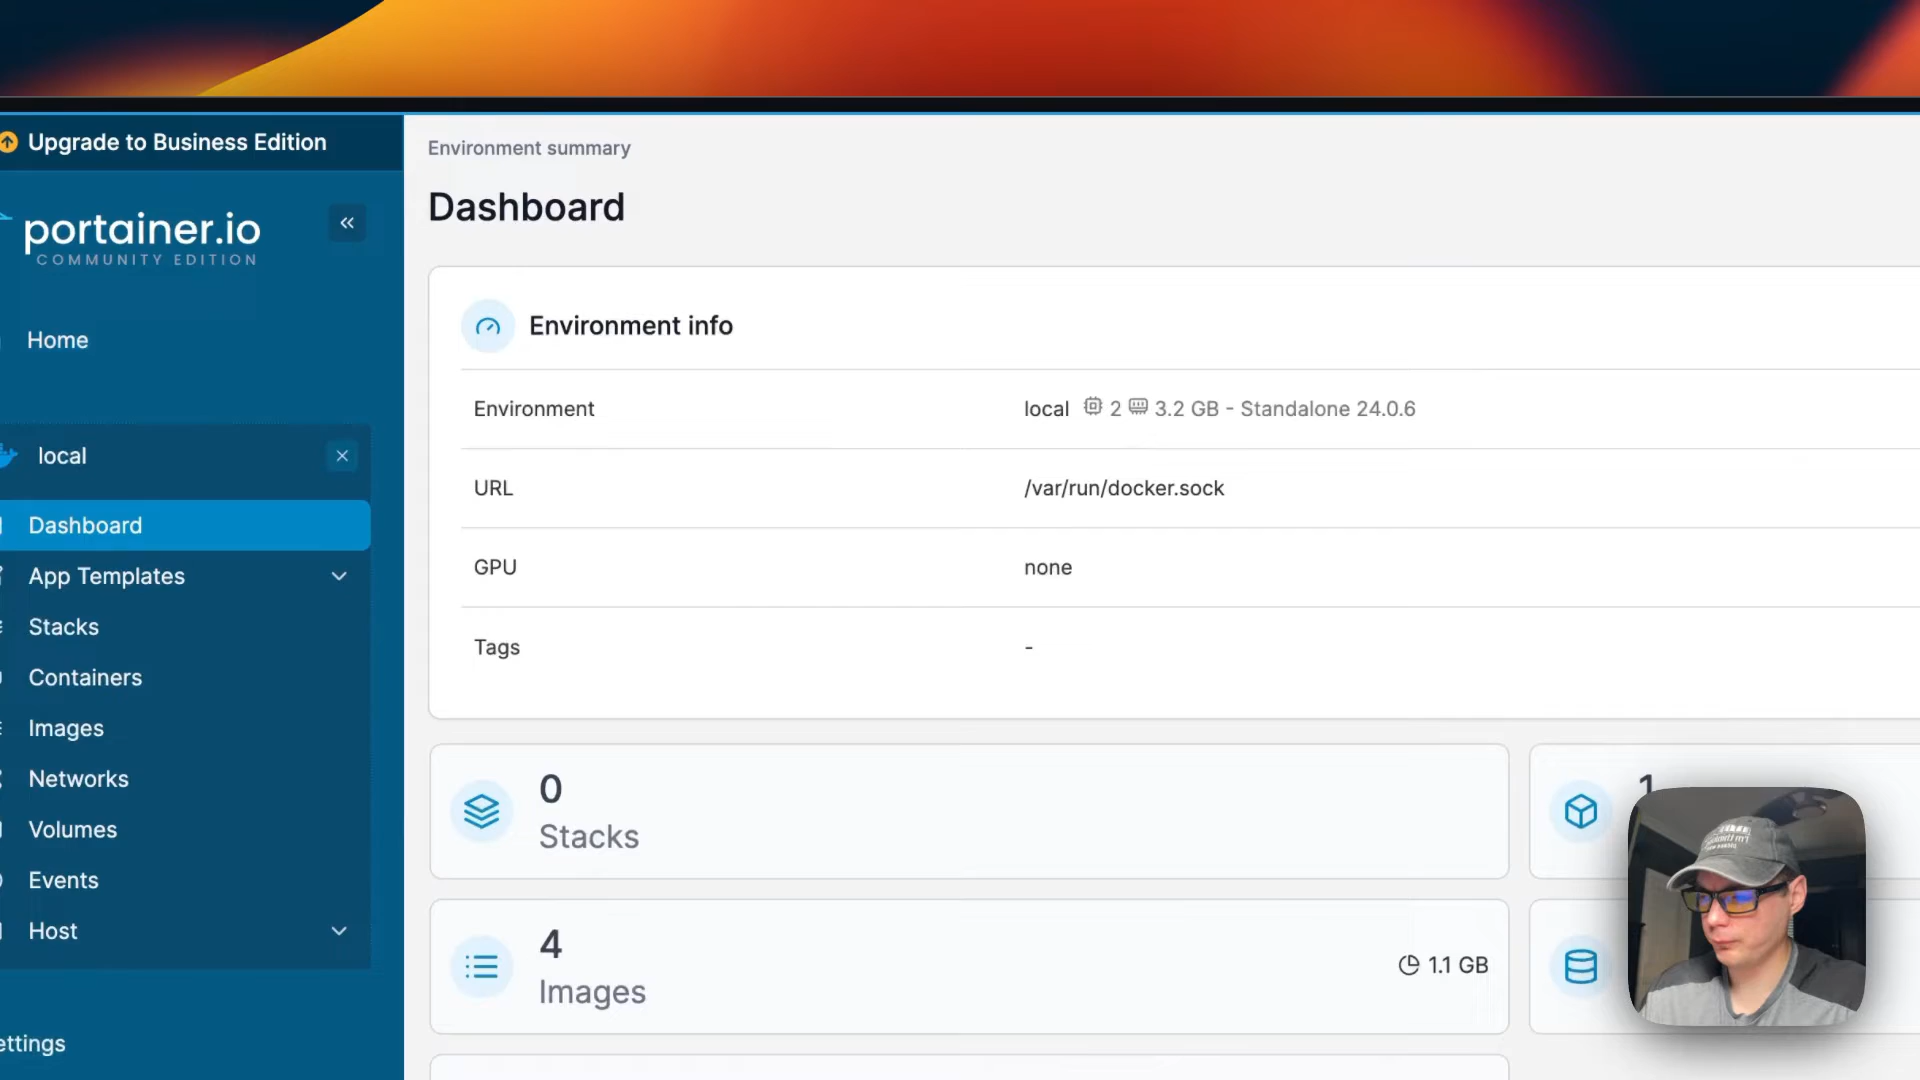 Upgrade to Business Edition
portainer.io
COMMUNITY EDITION
Home
local
Dashboard
App Templates
Stacks
Containers
Images
Networks
Volumes
Events
Host
ettings
Environment summary
Dashboard
Environment info
Environment local 2 3.2 GB - Standalone 24.0.6
URL /var/run/docker.sock
GPU none
Tags -
0
Stacks
1
4
Images
1.1 GB